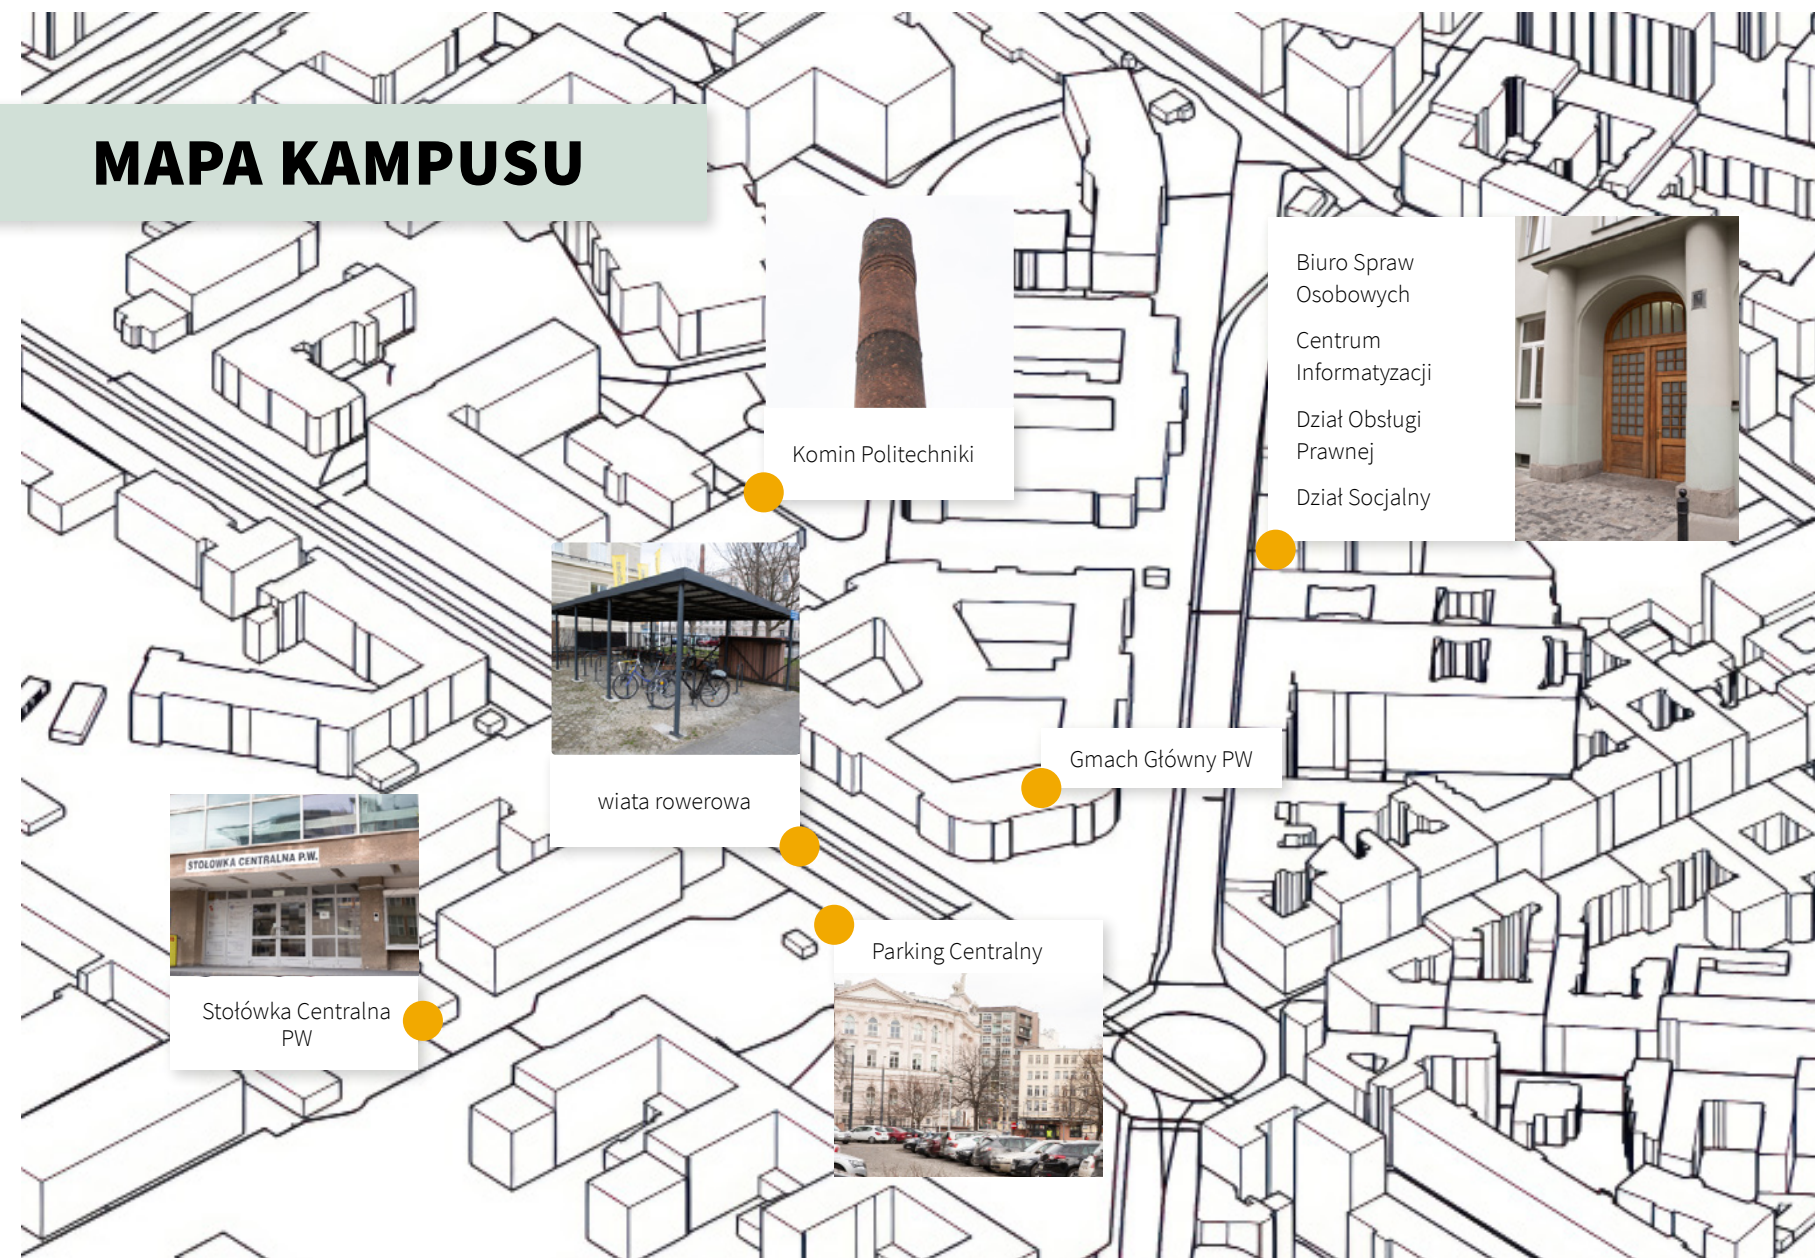 MAPA KAMPUSU
Komin Politechniki
Biuro Spraw
Osobowych
Centrum
Informatyzacji
Dział Obsługi
Prawnej
Dział Socjalny
wiata rowerowa
Gmach Główny PW
STOŁÓWKA CENTRALNA P.W.
Stołówka Centralna
PW
Parking Centralny